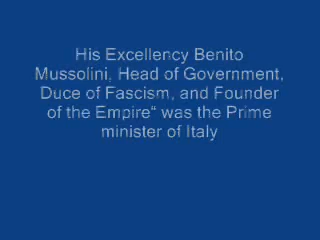 His Excellency Benito
Mussolini, Head of Government,
Duce of Fascism, and Founder
of the Empire“ was the Prime
minister of Italy